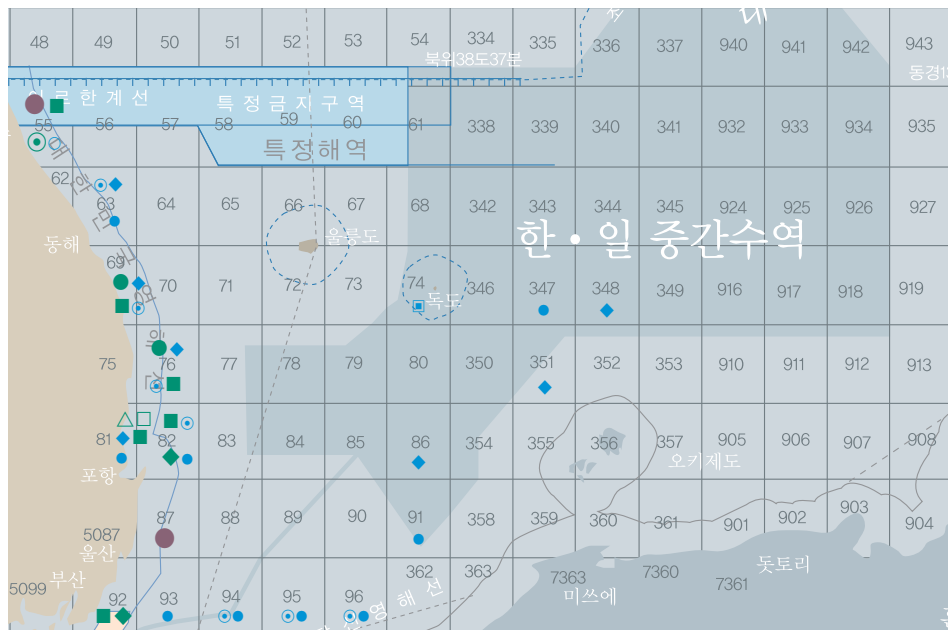 48 49 50 51 52 53 54 334 335 336 337 940 941 942 943
북위38도37분
특정금지구역
55 56 57 58 59 60 61 338 339 340 341 932 933 934 935
특정해역
62 63 64 65 66 67 68 342 343 344 345 924 925 926 927
대한민국영해선
동해
울릉도
한・일 중간수역
69 70 71 72 73 74 346 347 348 349 916 917 918 919
독도
75 76 77 78 79 80 350 351 352 353 910 911 912 913
81 82 83 84 85 86 354 355 356 357 905 906 907 908
포항
오키제도
5087 87 88 89 90 91 358 359 360 361 901 902 903 904
울산
부산
돗토리
5099 92 93 94 95 96 362 363 7363 7360 7361
미쓰에
영해선